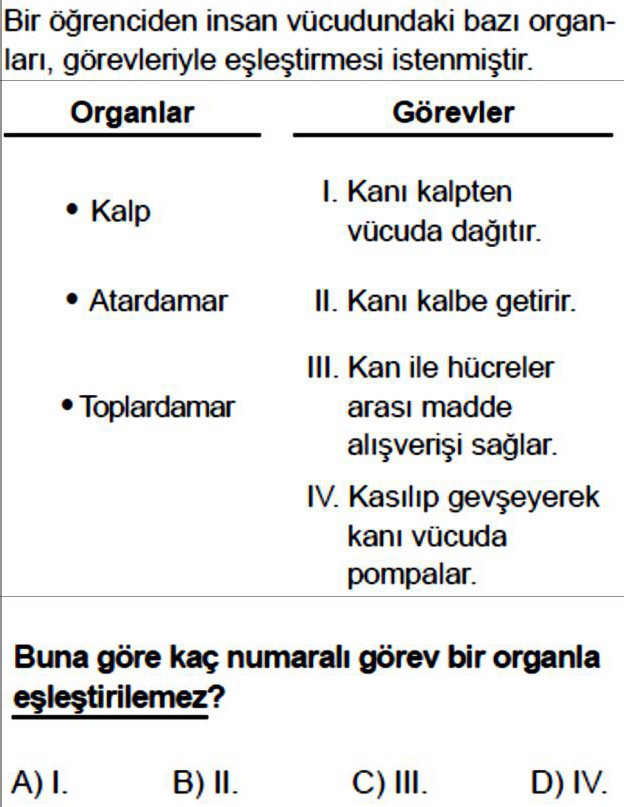 Bir öğrenciden insan vücudundaki bazı organ-
ları, görevleriyle eşleştirmesi istenmiştir.
Organlar
Görevler
• Kalp
• Atardamar
• Toplardamar
I. Kanı kalpten
vücuda dağıtır.
II. Kanı kalbe getirir.
III. Kan ile hücreler
arası madde
alışverişi sağlar.
IV. Kasılıp gevşeyerek
kanı vücuda
pompalar.
Buna göre kaç numaralı görev bir organla
eşleştirilemez?
A) I. B) II. C) III. D) IV.